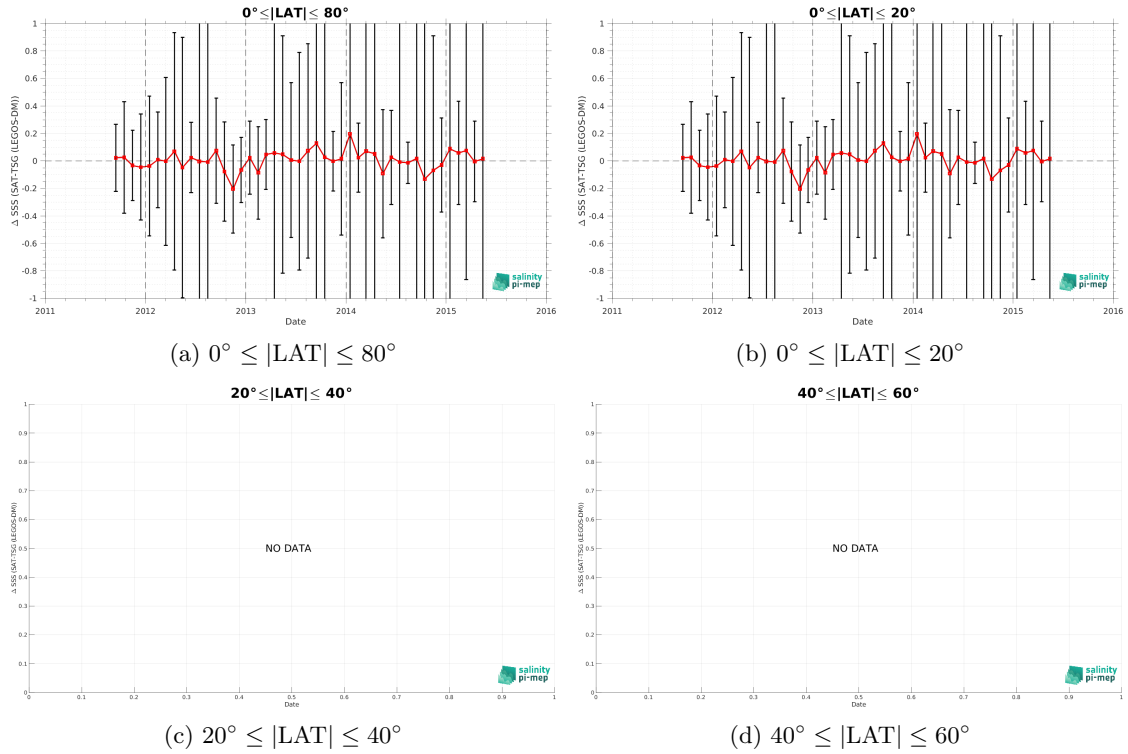 0°≤|LAT|≤ 80°
1
0.8
0.6
0.4
0.2
0
-0.2
-0.4
-0.6
-0.8
-1
Δ SSS (SAT-TSG (LEGOS-DM))
2011 2012 2013 2014 2015 2016
Date
salinity
pi-mep
(a) 0° ≤ |LAT| ≤ 80°
0°≤|LAT|≤ 20°
1
0.8
0.6
0.4
0.2
0
-0.2
-0.4
-0.6
-0.8
-1
Δ SSS (SAT-TSG (LEGOS-DM))
2011 2012 2013 2014 2015 2016
Date
salinity
pi-mep
(b) 0° ≤ |LAT| ≤ 20°
20°≤|LAT|≤ 40°
1
0.9
0.8
0.7
0.6
0.5
0.4
0.3
0.2
0.1
0
Δ SSS (SAT-TSG (LEGOS-DM))
NO DATA
0 0.1 0.2 0.3 0.4 0.5 0.6 0.7 0.8 0.9 1
Date
salinity
pi-mep
(c) 20° ≤ |LAT| ≤ 40°
40°≤|LAT|≤ 60°
1
0.9
0.8
0.7
0.6
0.5
0.4
0.3
0.2
0.1
0
Δ SSS (SAT-TSG (LEGOS-DM))
NO DATA
0 0.1 0.2 0.3 0.4 0.5 0.6 0.7 0.8 0.9 1
Date
salinity
pi-mep
(d) 40° ≤ |LAT| ≤ 60°